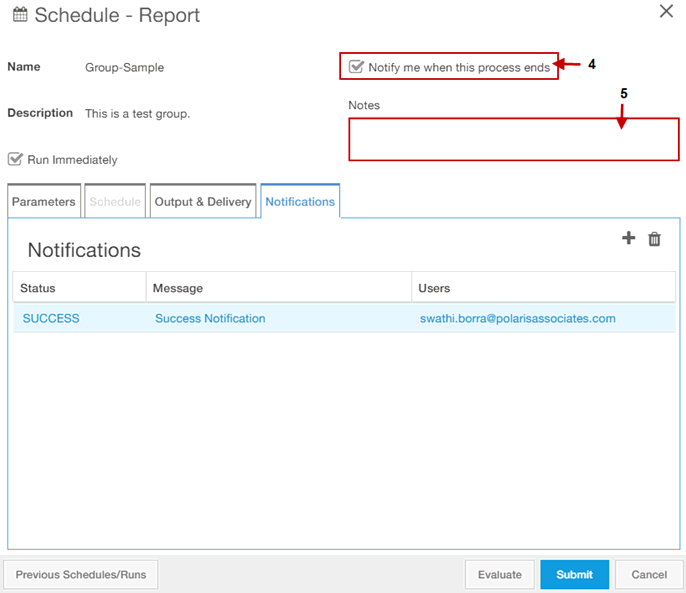 Schedule - Report
Name Group-Sample
Notify me when this process ends 4
5
Notes
Description This is a test group.
Run Immediately
Parameters Schedule Output & Delivery Notifications
Notifications
Status Message Users
SUCCESS Success Notification swathi.borra@polarisassociates.com
Previous Schedules/Runs Evaluate Submit Cancel